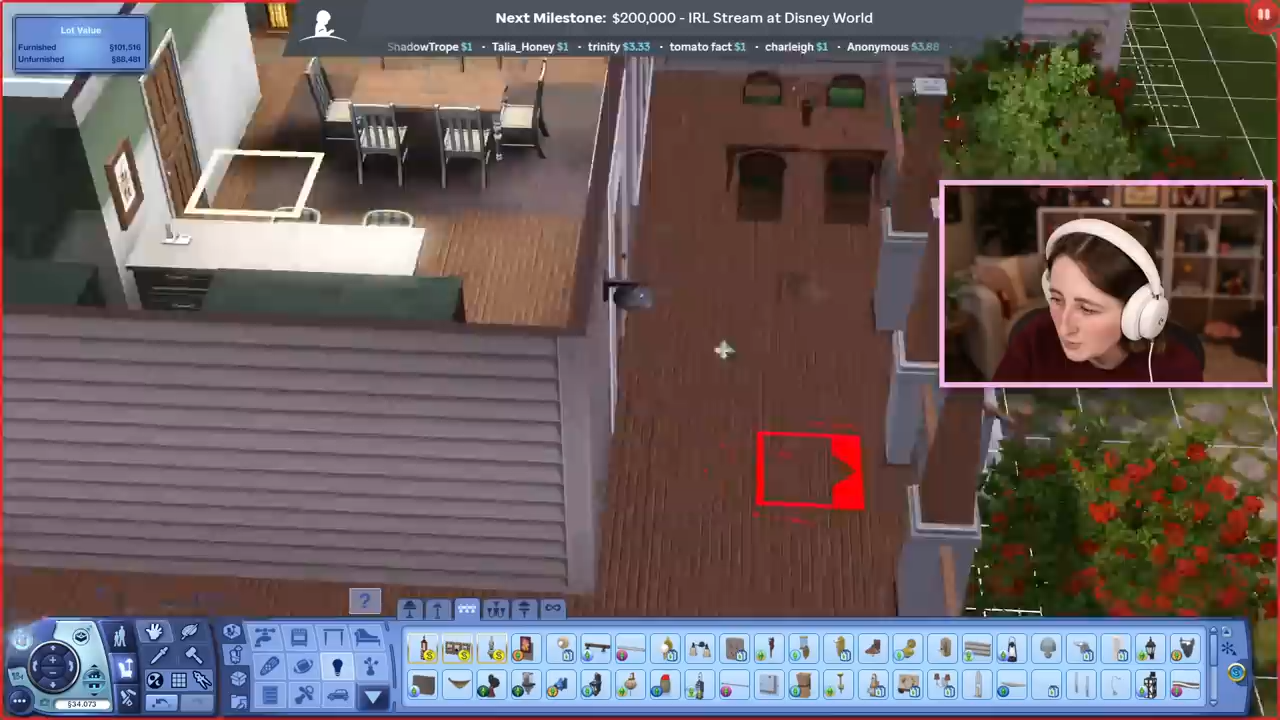 Next Milestone: $200,000 - IRL Stream at Disney World
ShadowTrope $1 • Talia_Honey $1 • trinity $3.33 • tomato fact $1 • charleigh $1 • Anonymous $3.88
Lot Value
Furnished §101,516
Unfurnished §88,481
?
§34,073